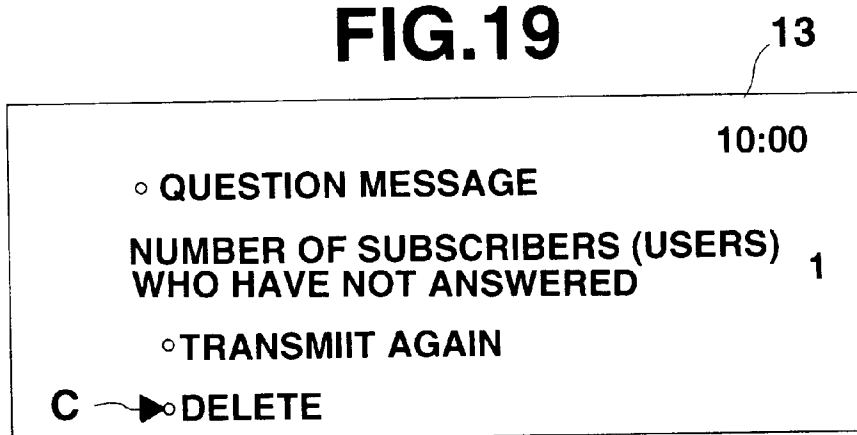 FIG.19
13
10:00
○ QUESTION MESSAGE
NUMBER OF SUBSCRIBERS (USERS)
WHO HAVE NOT ANSWERED 1
○ TRANSMIIT AGAIN
C ○ DELETE